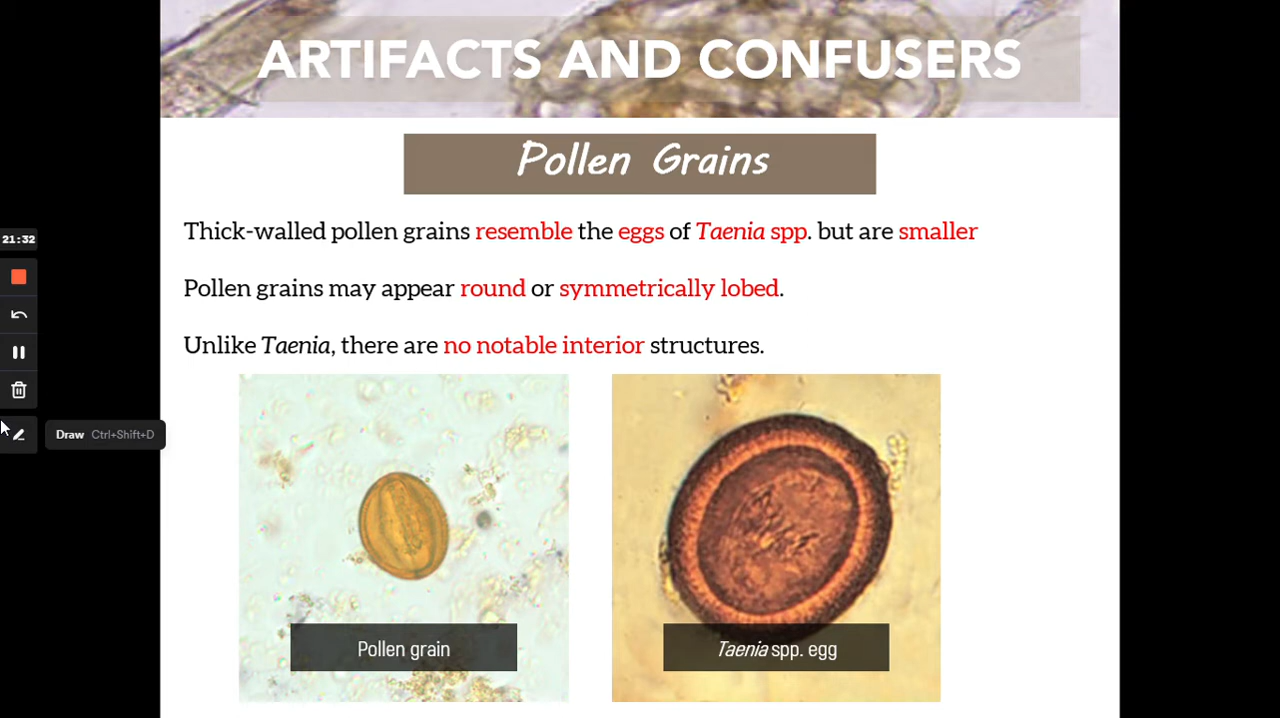 ARTIFACTS AND CONFUSERS
Pollen Grains
Thick-walled pollen grains resemble the eggs of Taenia spp. but are smaller
Pollen grains may appear round or symmetrically lobed.
Unlike Taenia, there are no notable interior structures.
21:32
Draw Ctrl+Shift+D
Pollen grain
Taenia spp. egg